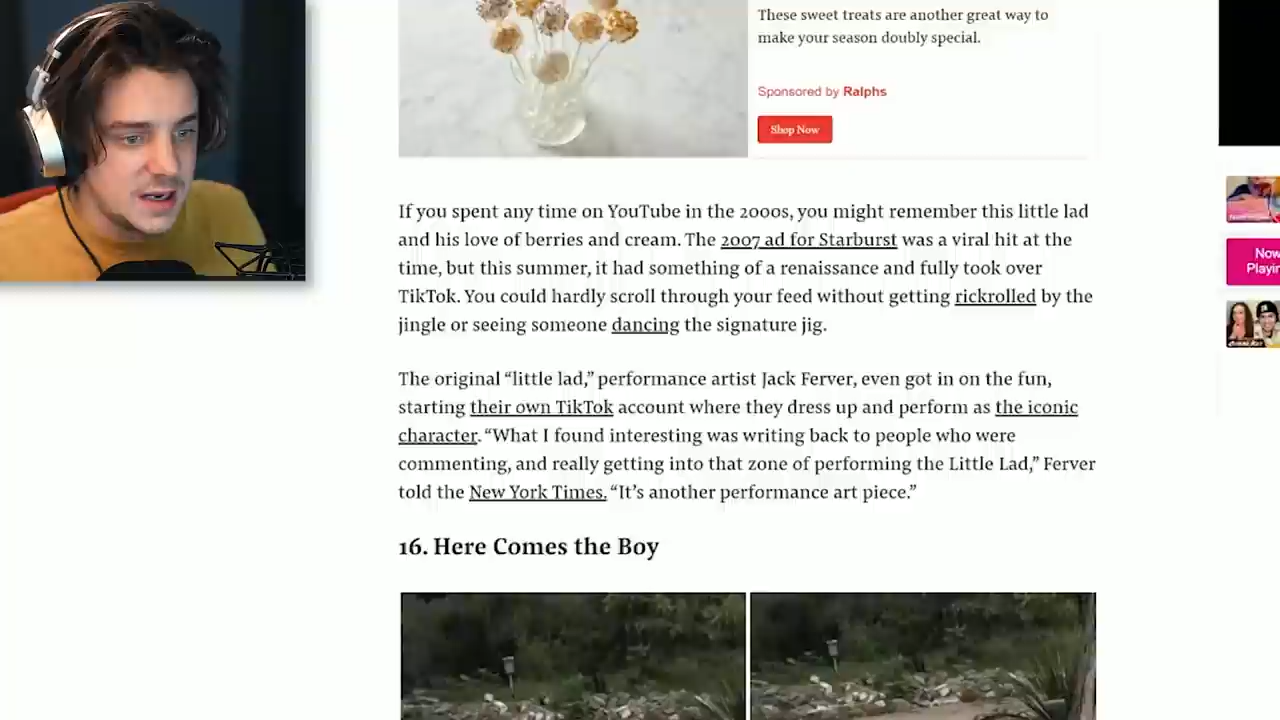 These sweet treats are another great way to
make your season doubly special.
Sponsored by Ralphs
Shop Now
If you spent any time on YouTube in the 2000s, you might remember this little lad
and his love of berries and cream. The 2007 ad for Starburst was a viral hit at the
time, but this summer, it had something of a renaissance and fully took over
TikTok. You could hardly scroll through your feed without getting rickrolled by the
jingle or seeing someone dancing the signature jig.
The original “little lad,” performance artist Jack Ferver, even got in on the fun,
starting their own TikTok account where they dress up and perform as the iconic
character. “What I found interesting was writing back to people who were
commenting, and really getting into that zone of performing the Little Lad,” Ferver
told the New York Times. “It’s another performance art piece.”
16. Here Comes the Boy
Now
Playin